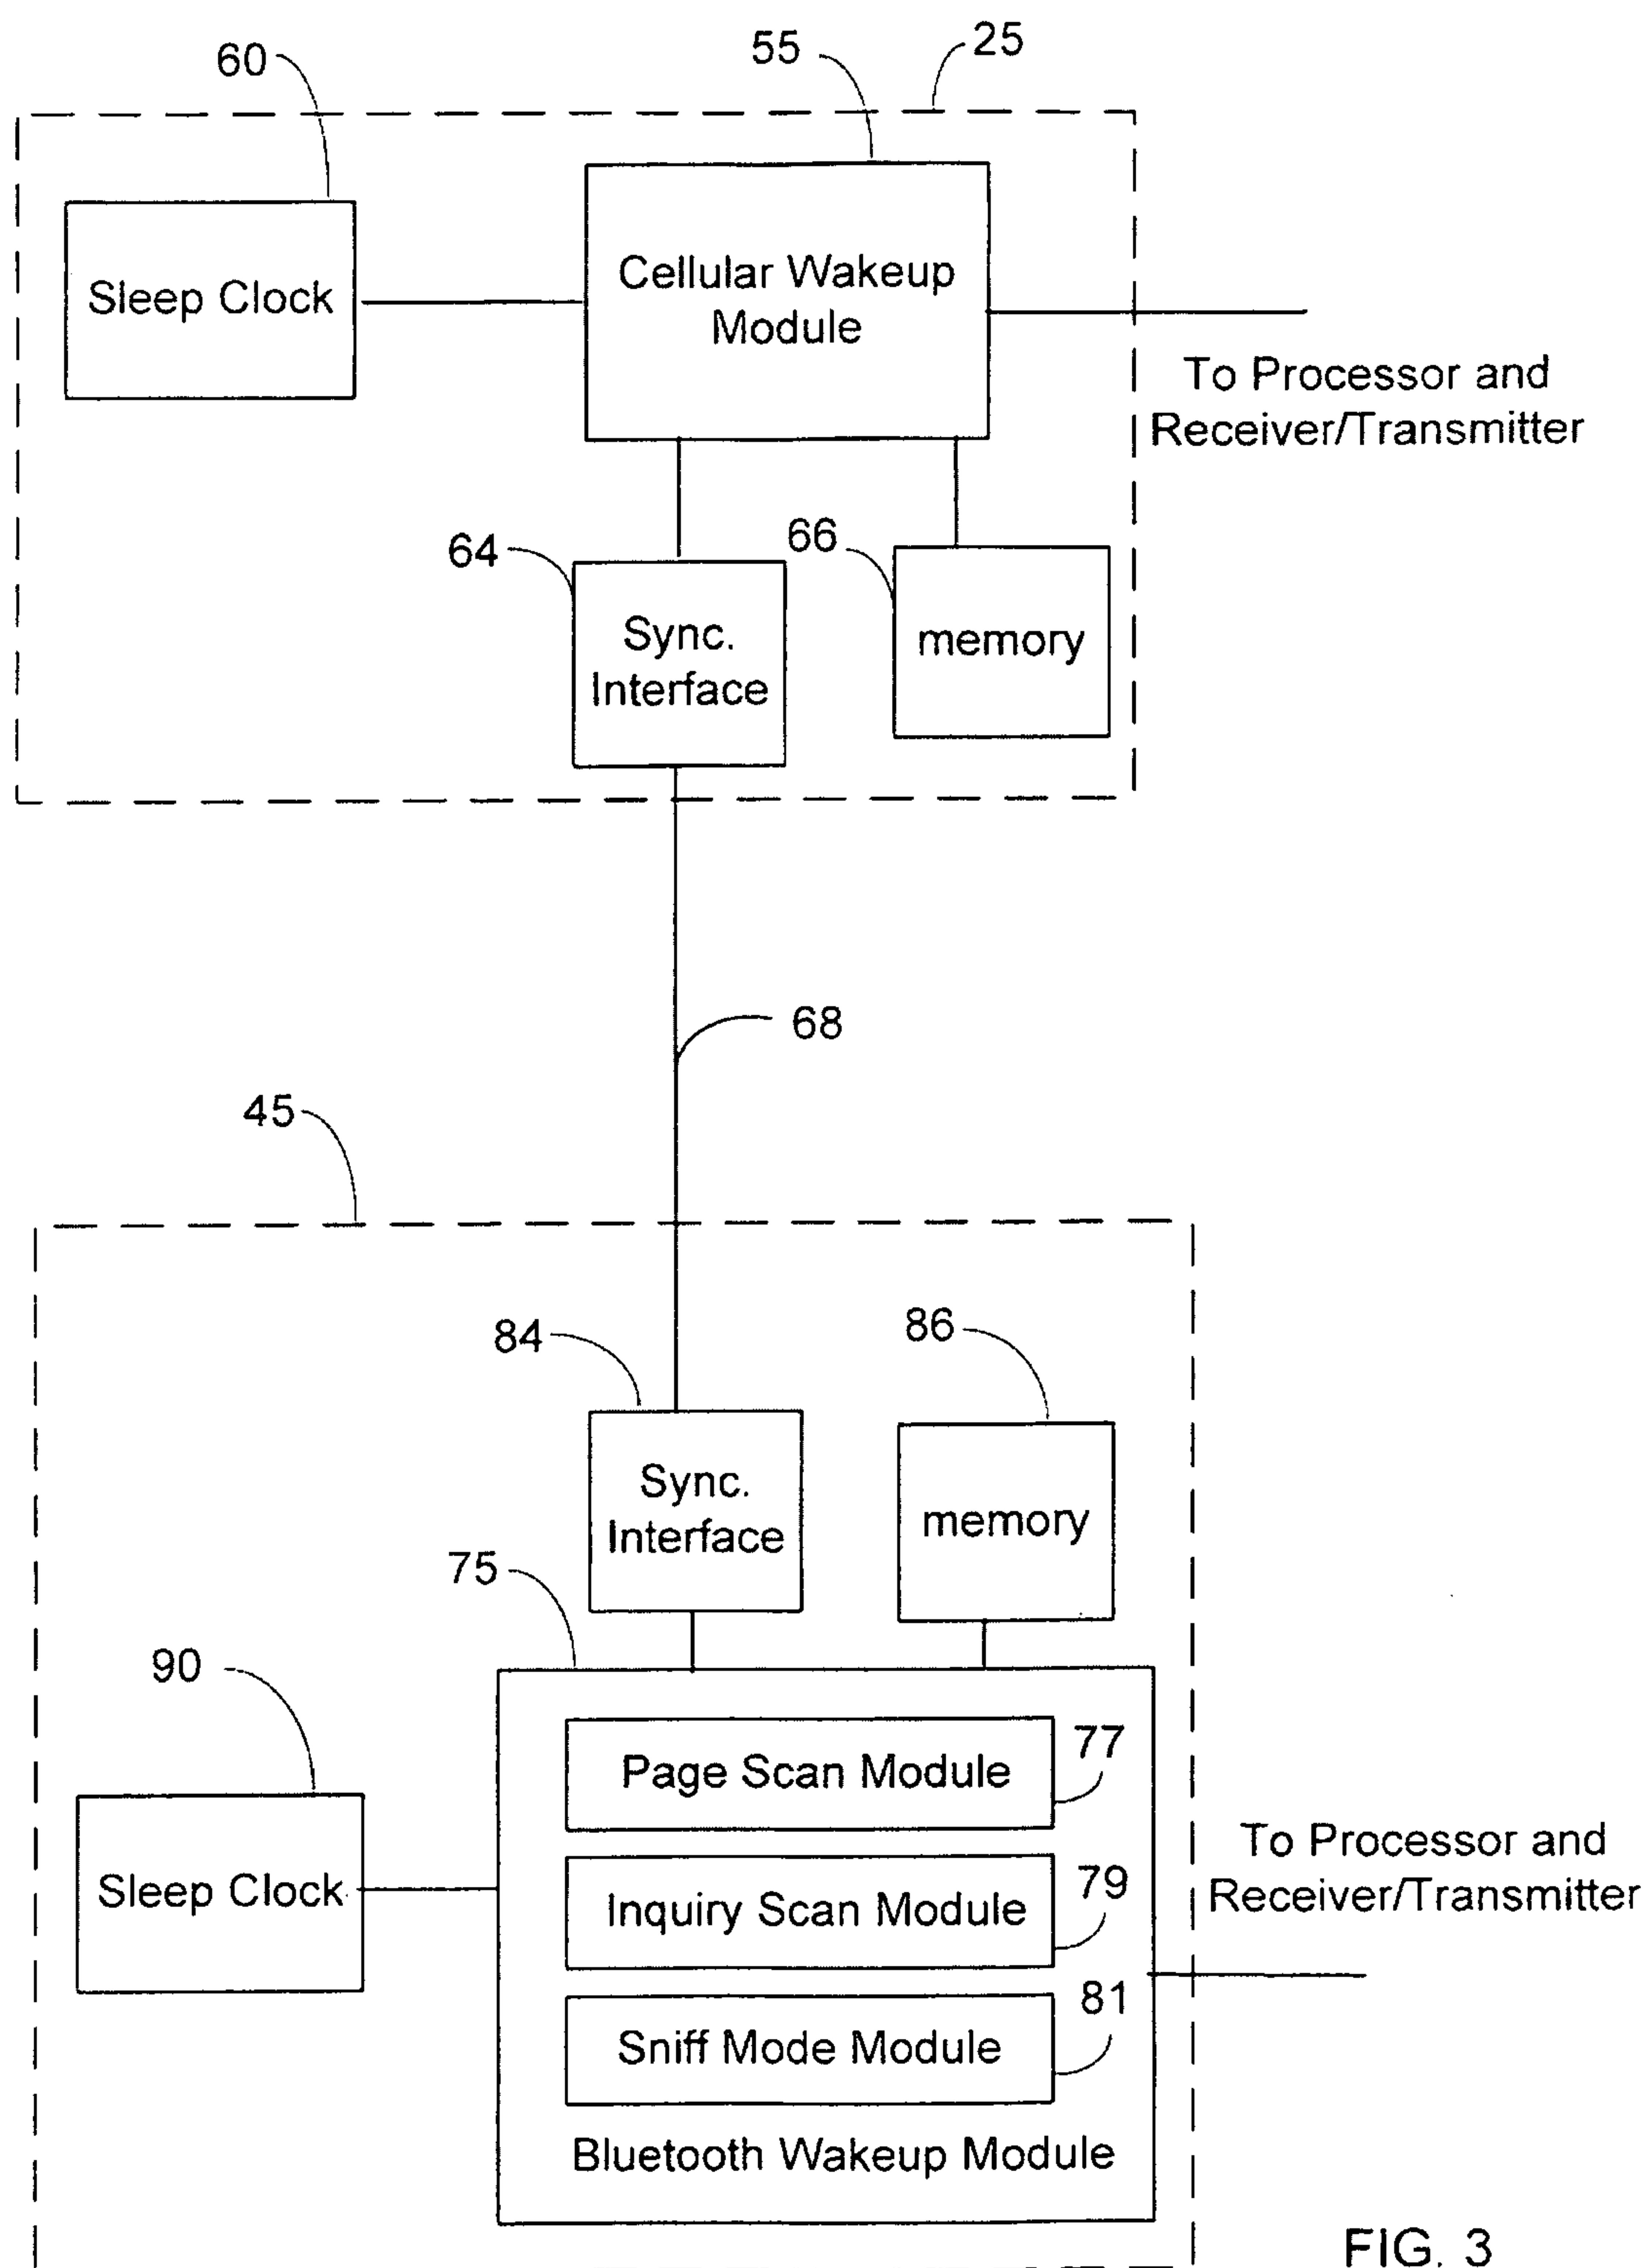 60
55
25
Sleep Clock
Cellular Wakeup
Module
To Processor and
Receiver/Transmitter
64
66
Sync.
Interface
memory
68
45
84
86
Sync.
Interface
memory
75
90
Page Scan Module
77
Sleep Clock
Inquiry Scan Module
79
To Processor and
Receiver/Transmitter
Sniff Mode Module
81
Bluetooth Wakeup Module
FIG. 3